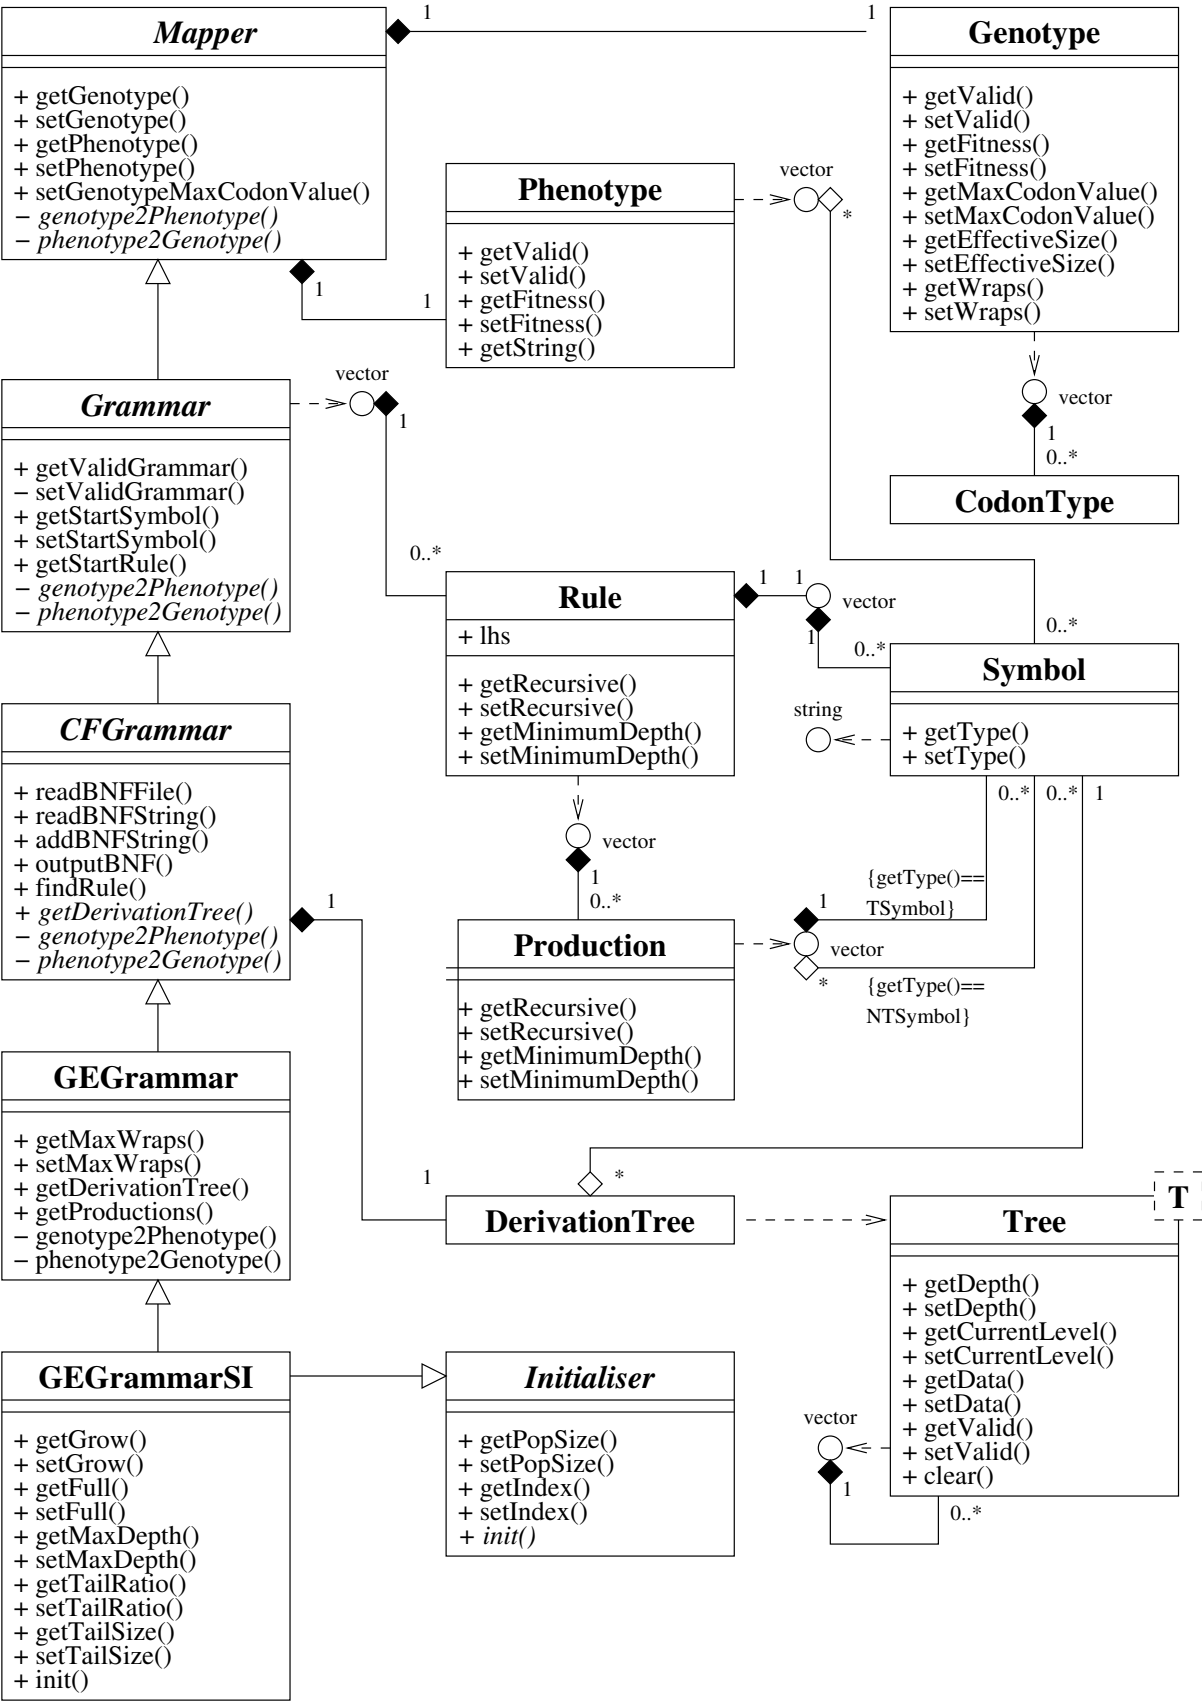 Mapper
+ getGenotype()
+ setGenotype()
+ getPhenotype()
+ setPhenotype()
+ setGenotypeMaxCodonValue()
− genotype2Phenotype()
− phenotype2Genotype()
1
1
Genotype
+ getValid()
+ setValid()
+ getFitness()
+ setFitness()
+ getMaxCodonValue()
+ setMaxCodonValue()
+ getEffectiveSize()
+ setEffectiveSize()
+ getWraps()
+ setWraps()
1
1
Phenotype
+ getValid()
+ setValid()
+ getFitness()
+ setFitness()
+ getString()
vector
*
vector
1
0..*
CodonType
Grammar
+ getValidGrammar()
− setValidGrammar()
+ getStartSymbol()
+ setStartSymbol()
+ getStartRule()
− genotype2Phenotype()
− phenotype2Genotype()
vector
1
0..*
Rule
+ lhs
+ getRecursive()
+ setRecursive()
+ getMinimumDepth()
+ setMinimumDepth()
1
1
vector
1
0..*
0..*
Symbol
+ getType()
+ setType()
string
0..*
0..*
1
CFGrammar
+ readBNFFile()
+ readBNFString()
+ addBNFString()
+ outputBNF()
+ findRule()
+ getDerivationTree()
− genotype2Phenotype()
− phenotype2Genotype()
1
1
vector
1
0..*
Production
+ getRecursive()
+ setRecursive()
+ getMinimumDepth()
+ setMinimumDepth()
1
vector
*
{getType()==
TSymbol}
{getType()==
NTSymbol}
GEGrammar
+ getMaxWraps()
+ setMaxWraps()
+ getDerivationTree()
+ getProductions()
− genotype2Phenotype()
− phenotype2Genotype()
*
DerivationTree
T
Tree
+ getDepth()
+ setDepth()
+ getCurrentLevel()
+ setCurrentLevel()
+ getData()
+ setData()
+ getValid()
+ setValid()
+ clear()
vector
1
0..*
GEGrammarSI
+ getGrow()
+ setGrow()
+ getFull()
+ setFull()
+ getMaxDepth()
+ setMaxDepth()
+ getTailRatio()
+ setTailRatio()
+ getTailSize()
+ setTailSize()
+ init()
Initialiser
+ getPopSize()
+ setPopSize()
+ getIndex()
+ setIndex()
+ init()